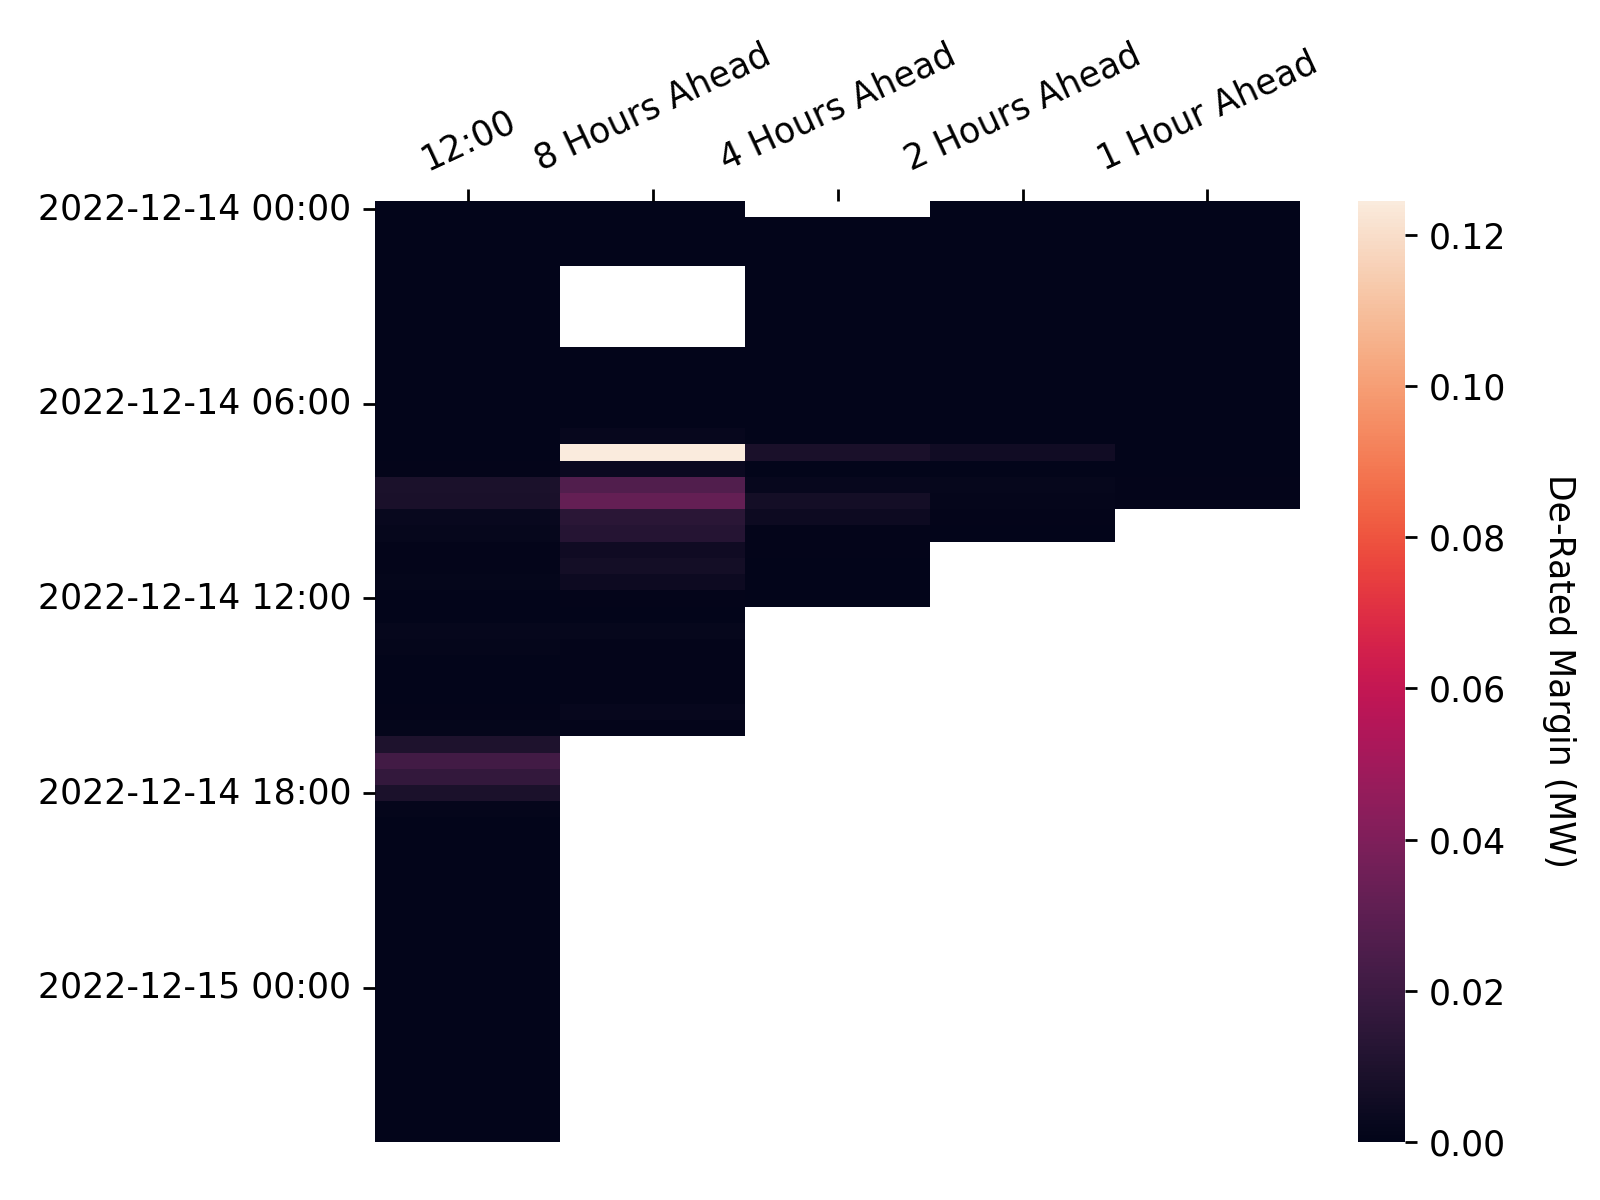 12:00
8 Hours Ahead
4 Hours Ahead
2 Hours Ahead
1 Hour Ahead
2022-12-14 00:00
2022-12-14 06:00
2022-12-14 12:00
2022-12-14 18:00
2022-12-15 00:00
0.12
0.10
0.08
0.06
0.04
0.02
0.00
De-Rated Margin (MW)